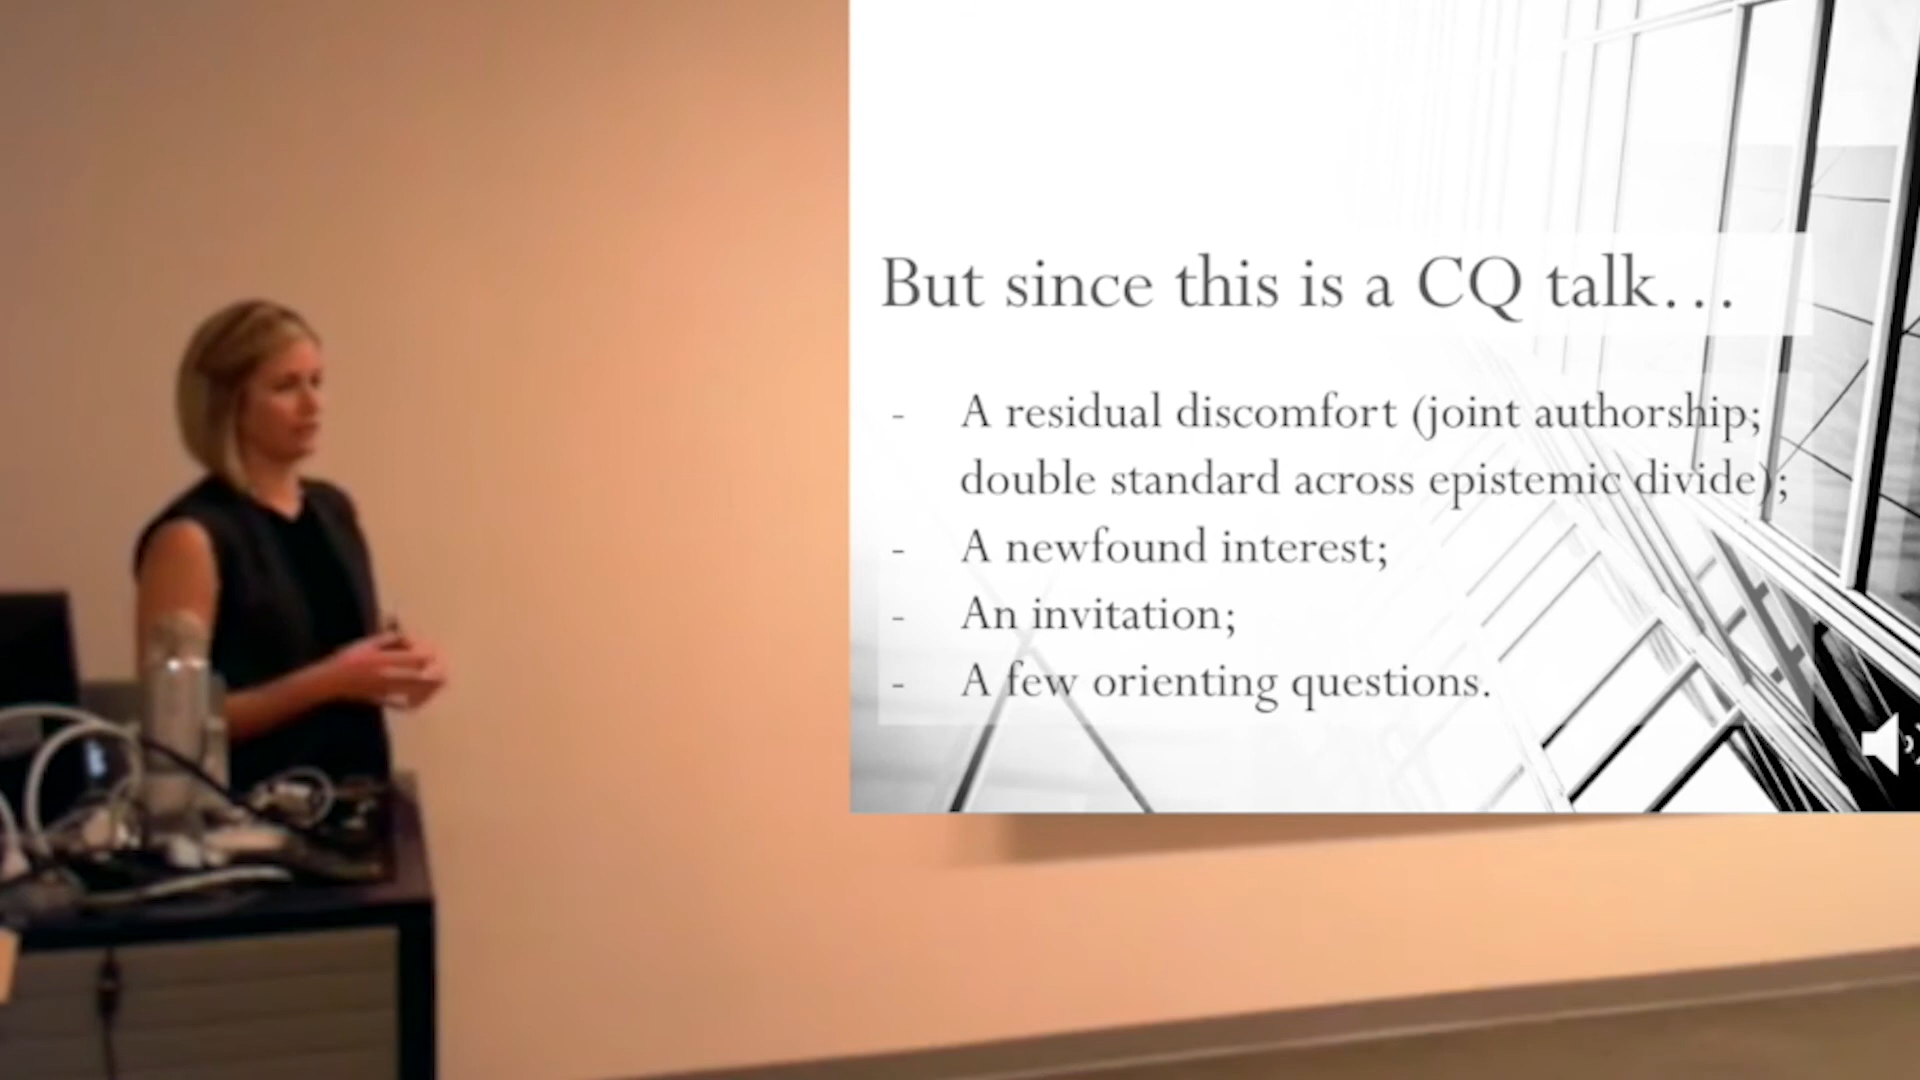 But since this is a CQ talk...
- A residual discomfort (joint authorship;
double standard across epistemic divide);
- A newfound interest;
- An invitation;
- A few orienting questions.